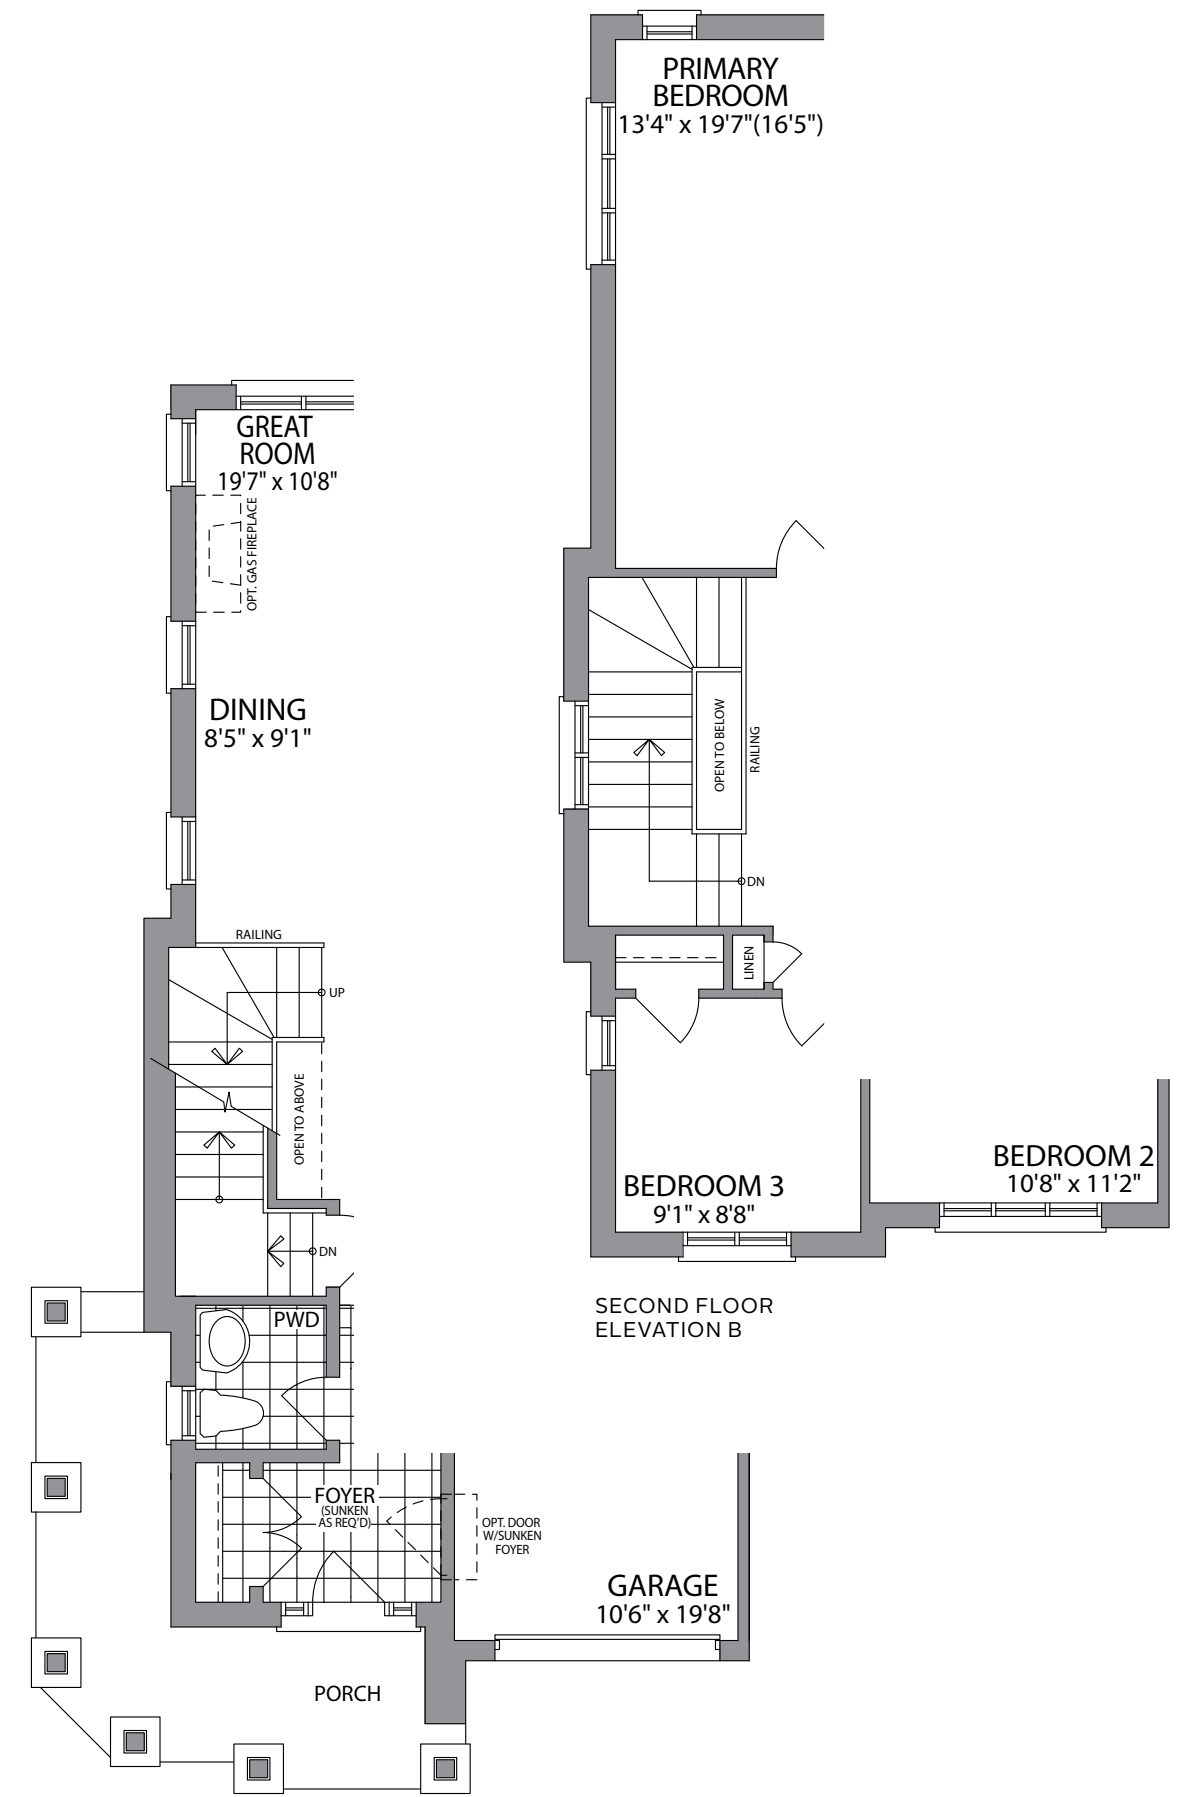 PRIMARY
BEDROOM
13'4" x 19'7"(16'5")
GREAT
ROOM
19'7" x 10'8"
OPT. GAS FIREPLACE
DINING
8'5" x 9'1"
OPEN TO BELOW
RAILING
DN
LINEN
RAILING
UP
OPEN TO ABOVE
DN
BEDROOM 2
10'8" x 11'2"
BEDROOM 3
9'1" x 8'8"
SECOND FLOOR
ELEVATION B
PWD
FOYER
(SUNKEN
AS REQ'D)
OPT. DOOR
W/SUNKEN
FOYER
GARAGE
10'6" x 19'8"
PORCH